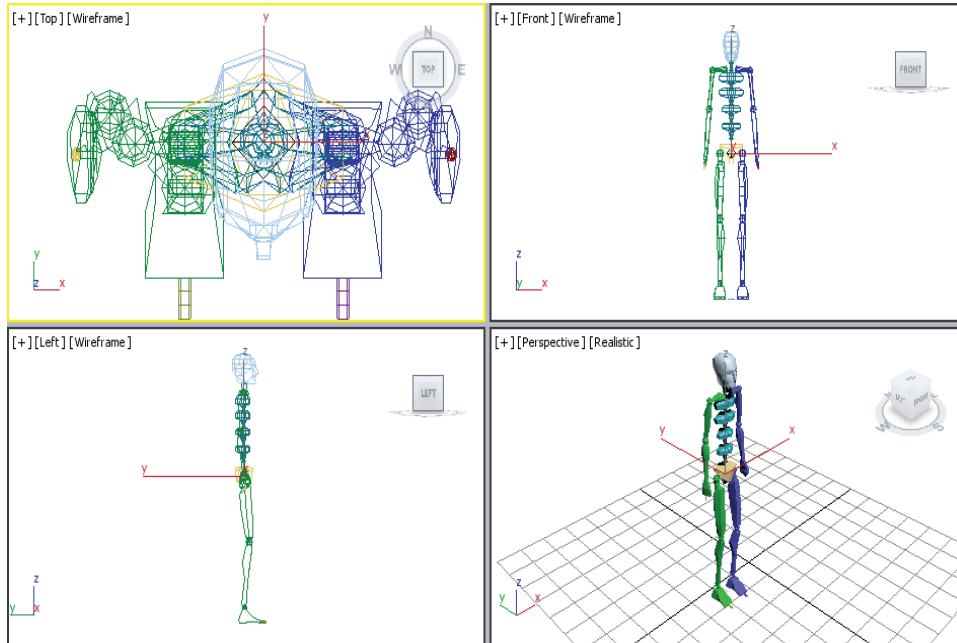 [+] [Top] [Wireframe]
y
N
W
TOP
E
x
y
z
x
[+] [Front] [Wireframe]
z
FRONT
x
z
y
x
[+] [Left] [Wireframe]
z
LEFT
y
z
y
x
[+] [Perspective] [Realistic]
z
W
S
y
x
z
y
x